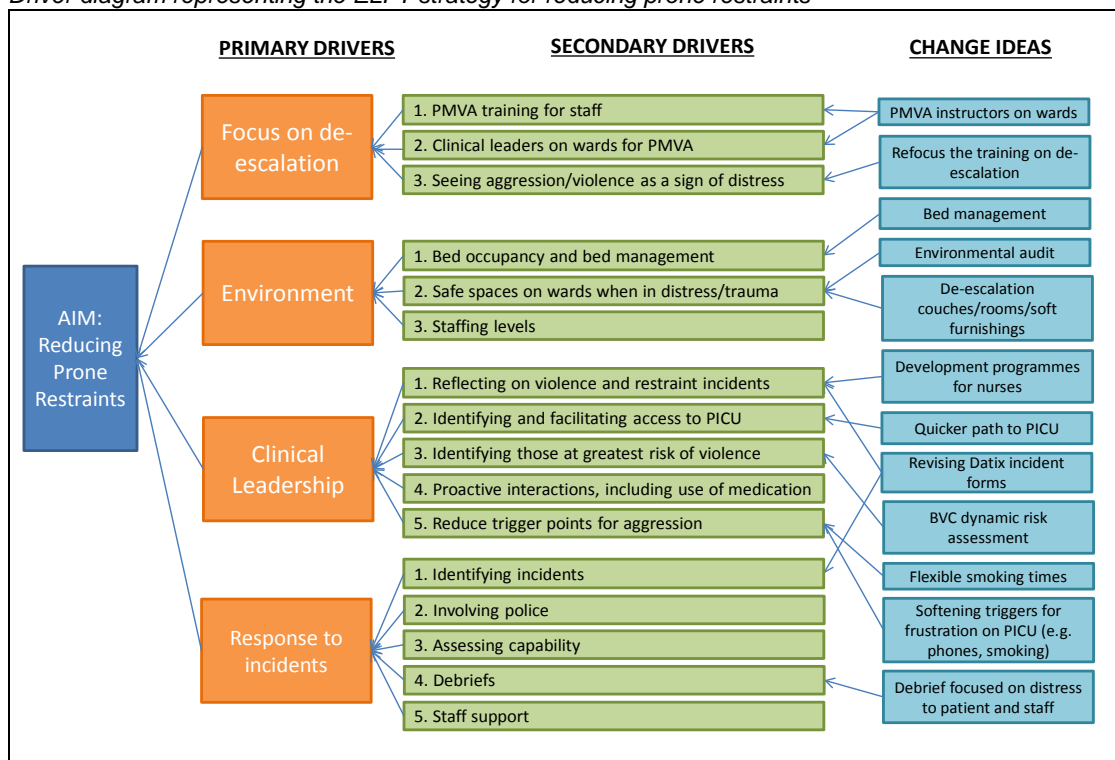 PRIMARY DRIVERS
SECONDARY DRIVERS
CHANGE IDEAS
AIM:
Reducing
Prone
Restraints
Focus on de-
escalation
Environment
Clinical
Leadership
Response to
incidents
1. PMVA training for staff
2. Clinical leaders on wards for PMVA
3. Seeing aggression/violence as a sign of distress
1. Bed occupancy and bed management
2. Safe spaces on wards when in distress/trauma
3. Staffing levels
1. Reflecting on violence and restraint incidents
2. Identifying and facilitating access to PICU
3. Identifying those at greatest risk of violence
4. Proactive interactions, including use of medication
5. Reduce trigger points for aggression
1. Identifying incidents
2. Involving police
3. Assessing capability
4. Debriefs
5. Staff support
PMVA instructors on wards
Refocus the training on de-
escalation
Bed management
Environmental audit
De-escalation
couches/rooms/soft
furnishings
Development programmes
for nurses
Quicker path to PICU
Revising Datix incident
forms
BVC dynamic risk
assessment
Flexible smoking times
Softening triggers for
frustration on PICU (e.g.
phones, smoking)
Debrief focused on distress
to patient and staff